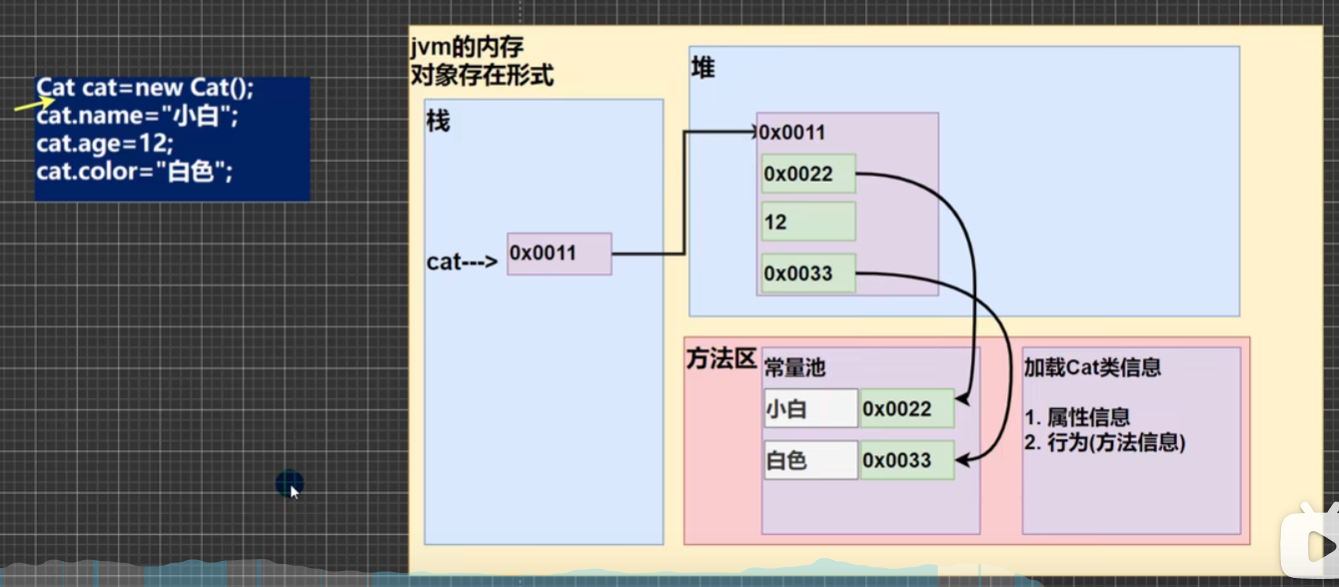 Cat cat=new Cat();
cat.name="小白";
cat.age=12;
cat.color="白色";
jvm的内存
对象存在形式
栈
cat--->
0x0011
堆
0x0011
0x0022
12
0x0033
方法区
常量池
小白 0x0022
白色 0x0033
加载Cat类信息
1. 属性信息
2. 行为(方法信息)